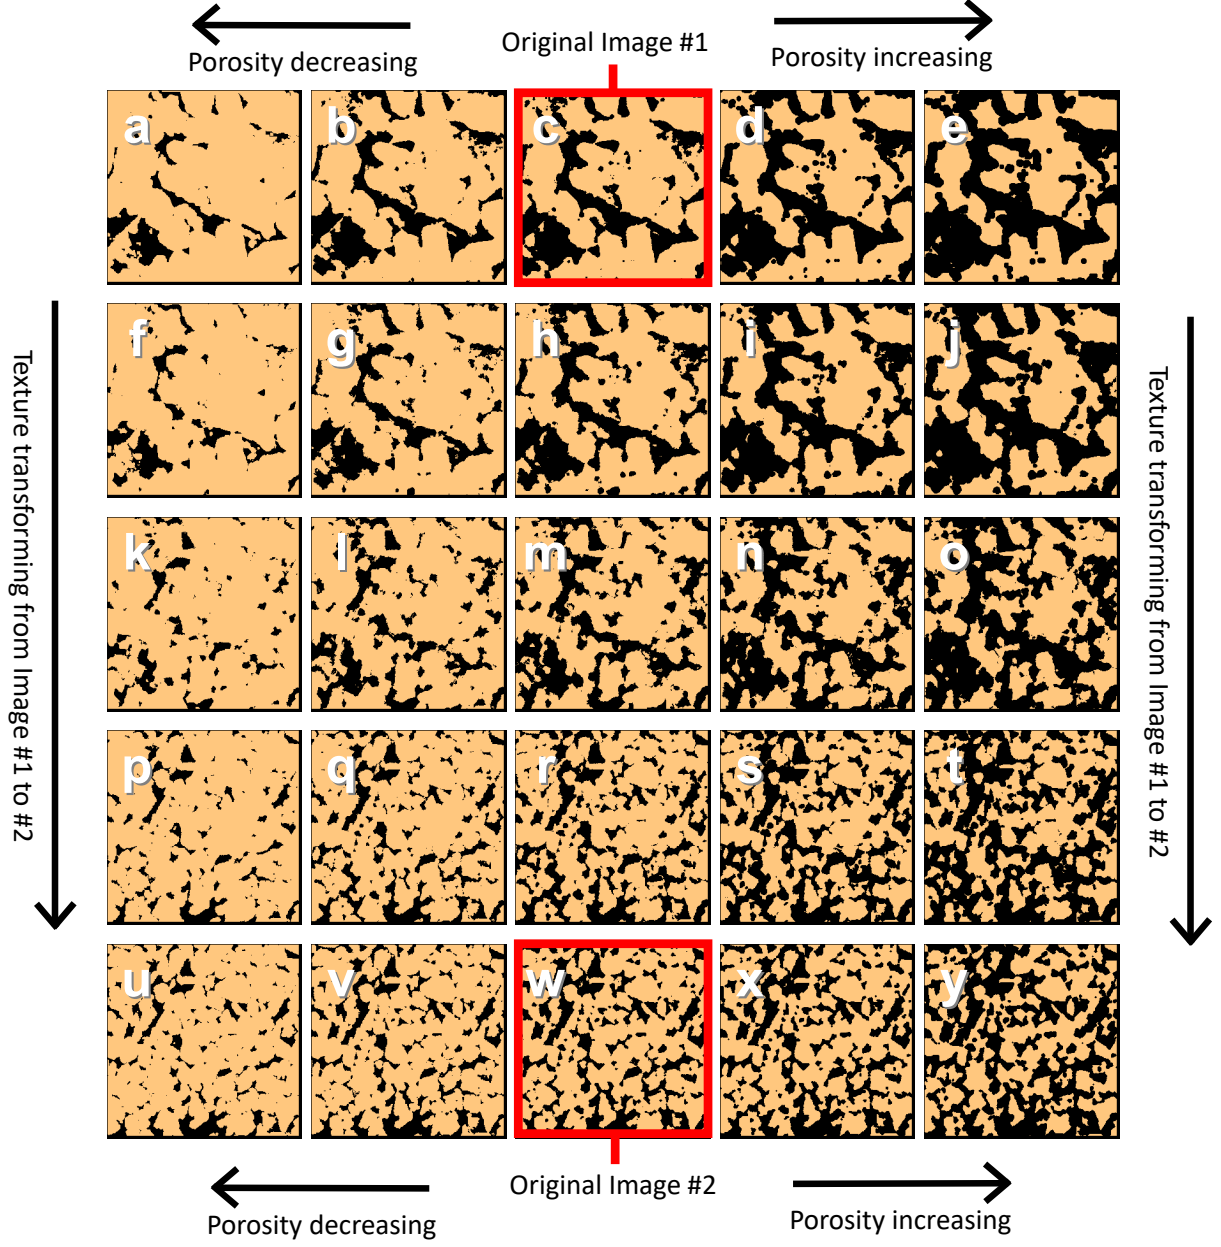 Original Image #1
Porosity decreasing
Porosity increasing
a
b
c
d
e
f
g
h
i
j
k
l
m
n
o
p
q
r
s
t
u
v
w
x
y
Texture transforming from Image #1 to #2
Texture transforming from Image #1 to #2
Original Image #2
Porosity decreasing
Porosity increasing